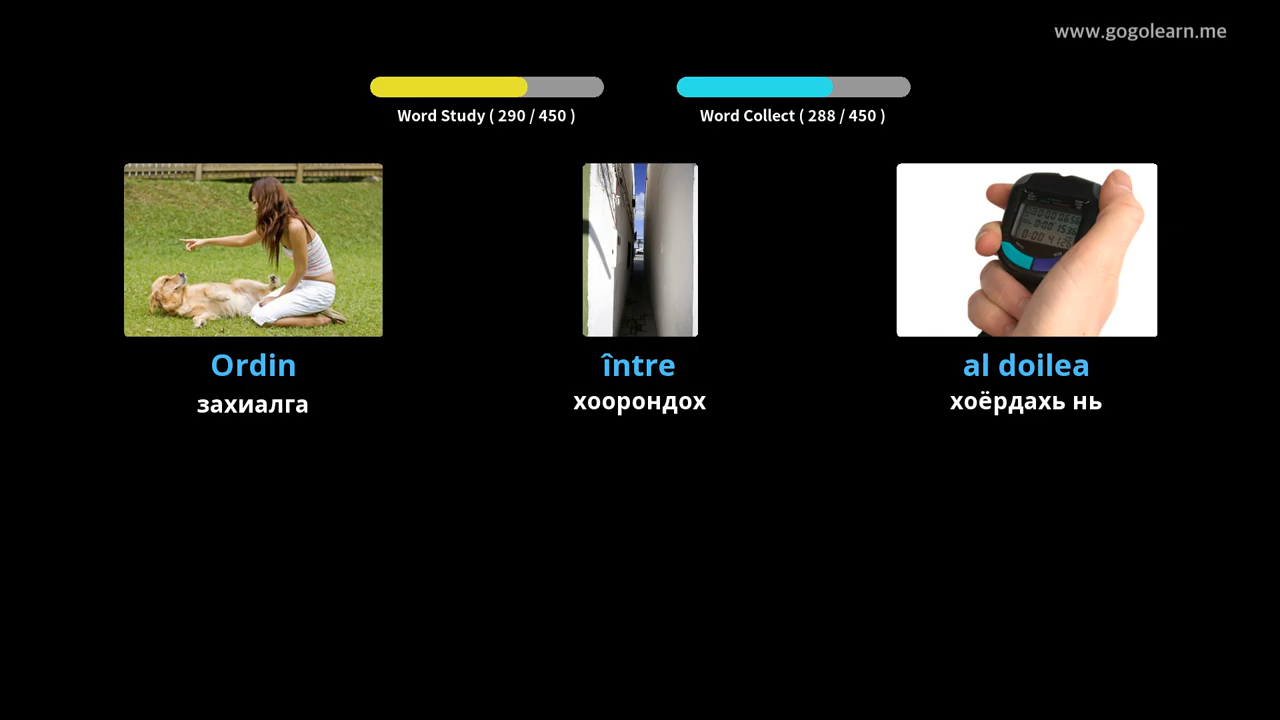 www.gogolearn.me
Word Study ( 290 / 450 )
Word Collect ( 288 / 450 )
Ordin
захиалга
între
хоорондох
al doilea
хоёрдахь нь